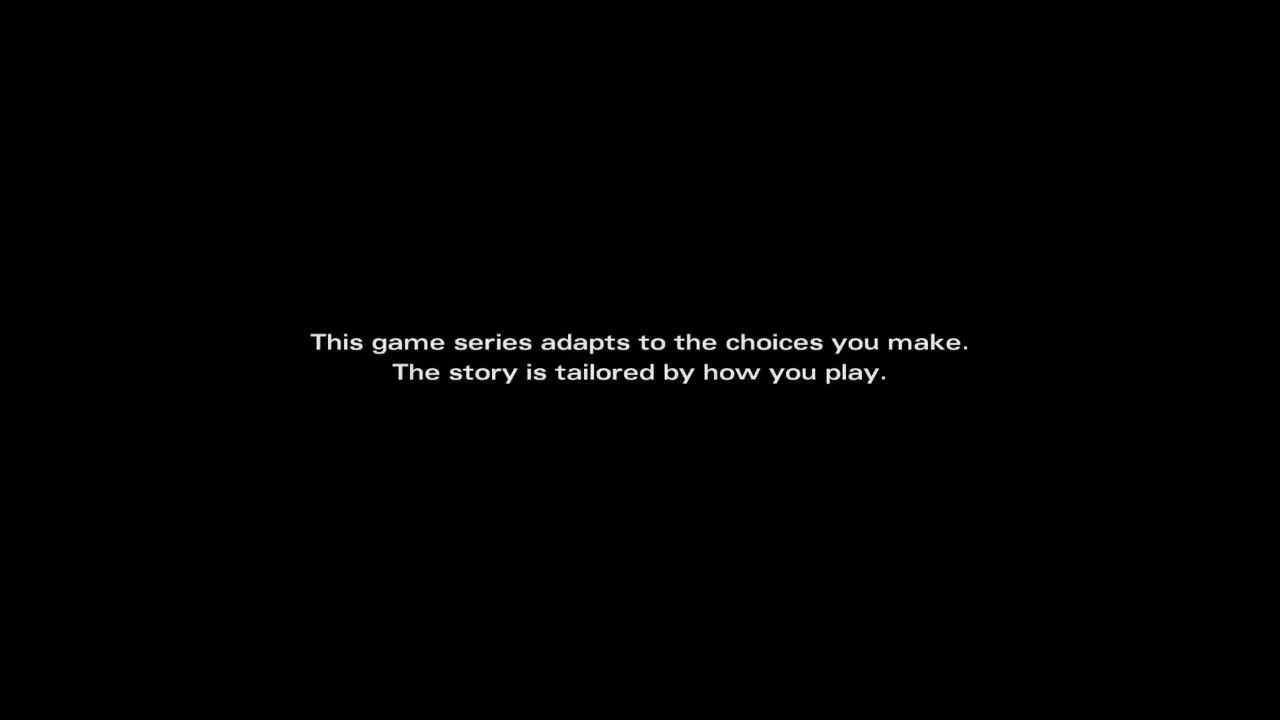 This game series adapts to the choices you make.
The story is tailored by how you play.